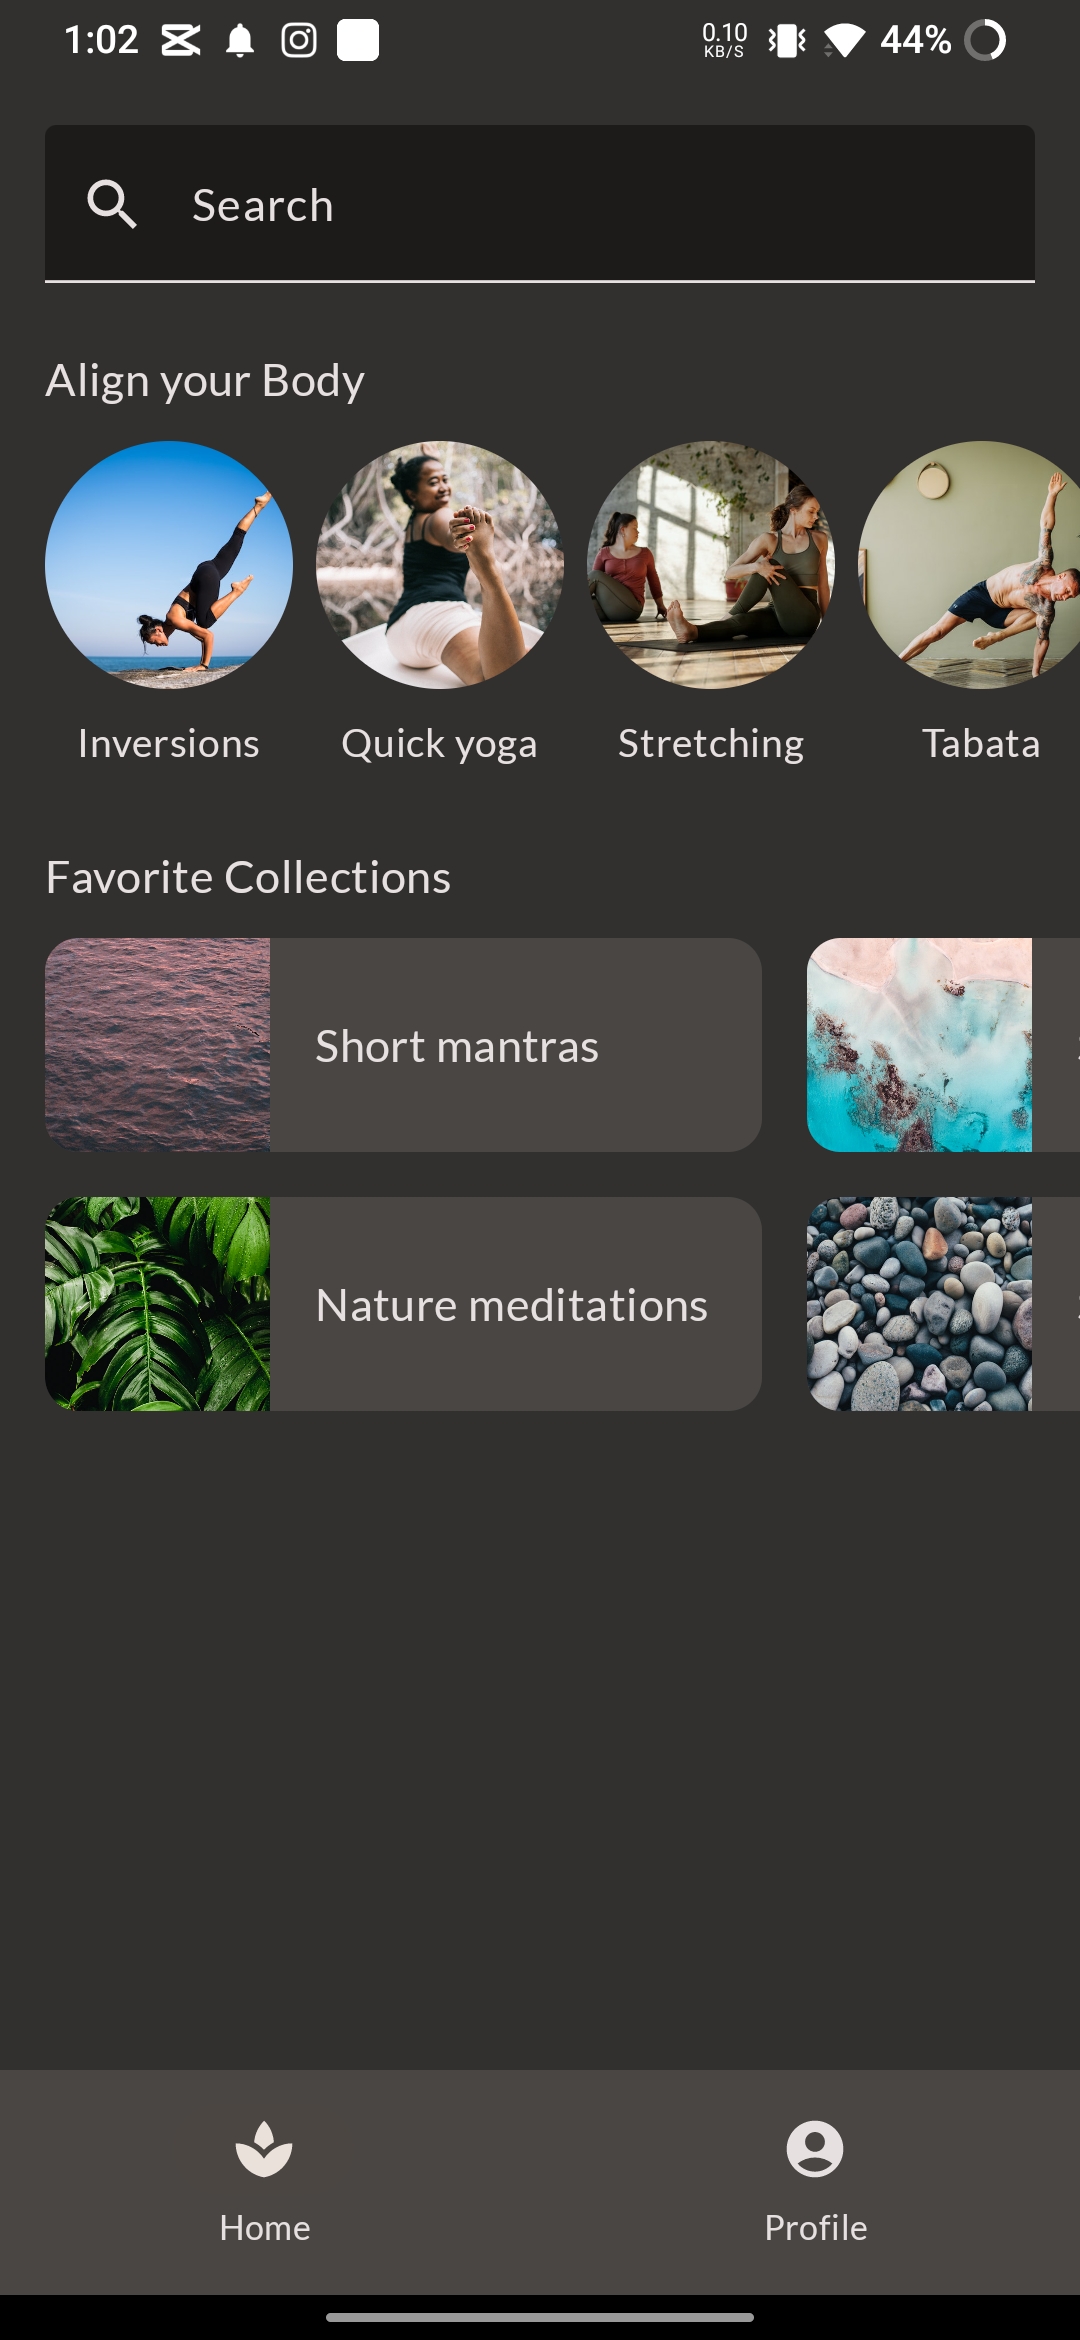 1:02
0.10
KB/S
44%
Search
Align your Body
Inversions
Quick yoga
Stretching
Tabata
Favorite Collections
Short mantras
Nature meditations
Home
Profile